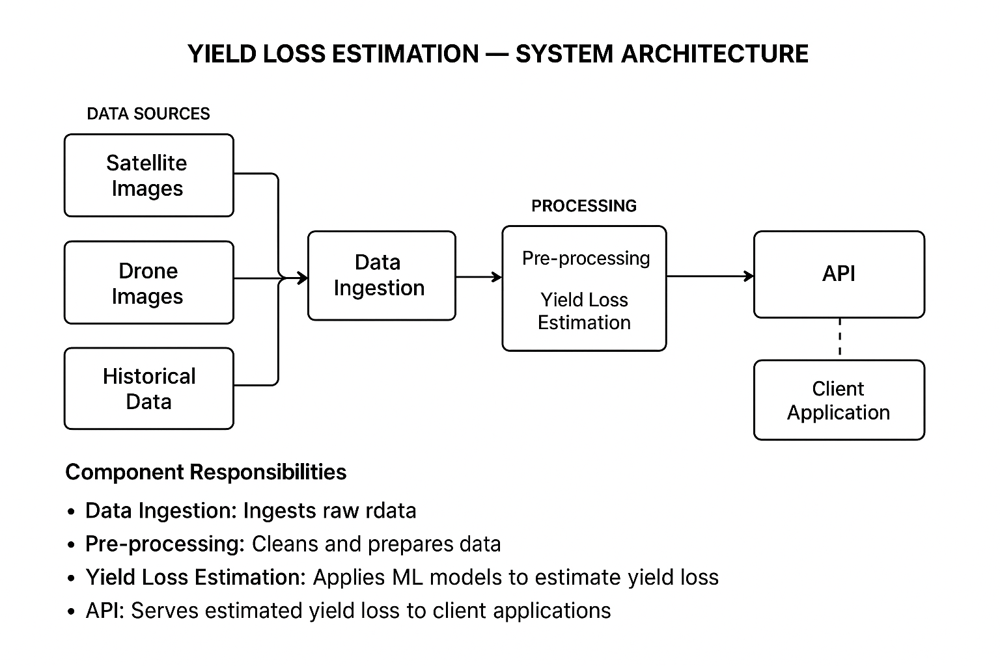 YIELD LOSS ESTIMATION — SYSTEM ARCHITECTURE
DATA SOURCES
Satellite
Images
Drone
Images
Historical
Data
Data
Ingestion
PROCESSING
Pre-processing
Yield Loss
Estimation
API
Client
Application
Component Responsibilities
• Data Ingestion: Ingests raw rdata
• Pre-processing: Cleans and prepares data
• Yield Loss Estimation: Applies ML models to estimate yield loss
• API: Serves estimated yield loss to client applications